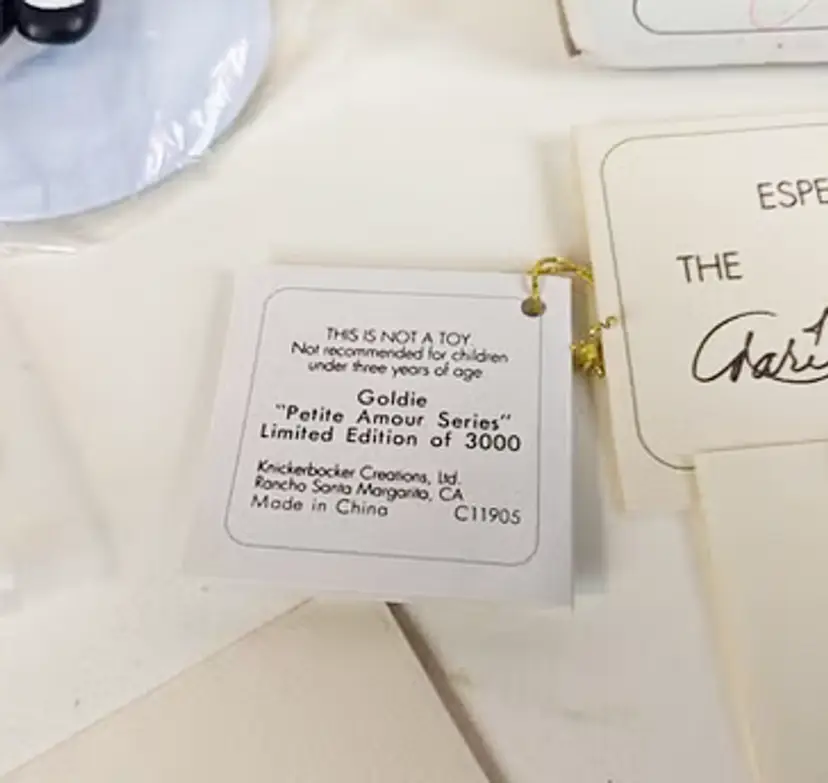 ESPE
THE
THIS IS NOT A TOY.
Not recommended for children
under three years of age
Goldie
"Petite Amour Series"
Limited Edition of 3000
Knickerbocker Creations, Ltd.
Rancho Santa Margarita, CA
Made in China C11905